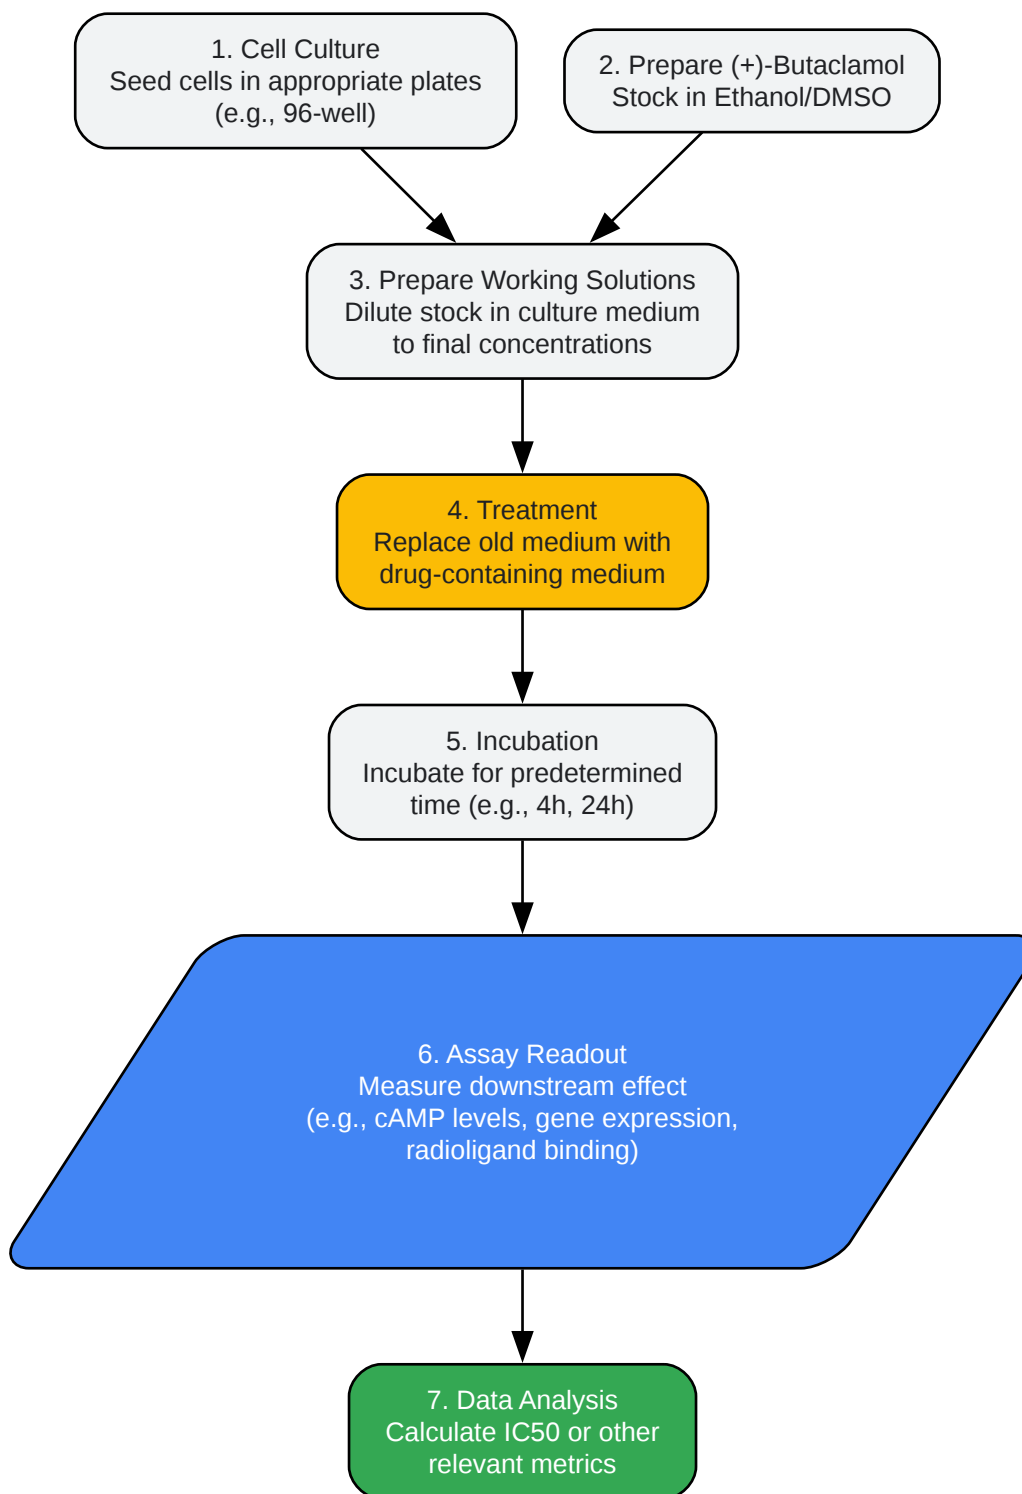 1. Cell Culture
Seed cells in appropriate plates
(e.g., 96-well)
2. Prepare (+)-Butaclamol
Stock in Ethanol/DMSO
3. Prepare Working Solutions
Dilute stock in culture medium
to final concentrations
4. Treatment
Replace old medium with
drug-containing medium
5. Incubation
Incubate for predetermined
time (e.g., 4h, 24h)
6. Assay Readout
Measure downstream effect
(e.g., cAMP levels, gene expression,
radioligand binding)
7. Data Analysis
Calculate IC50 or other
relevant metrics